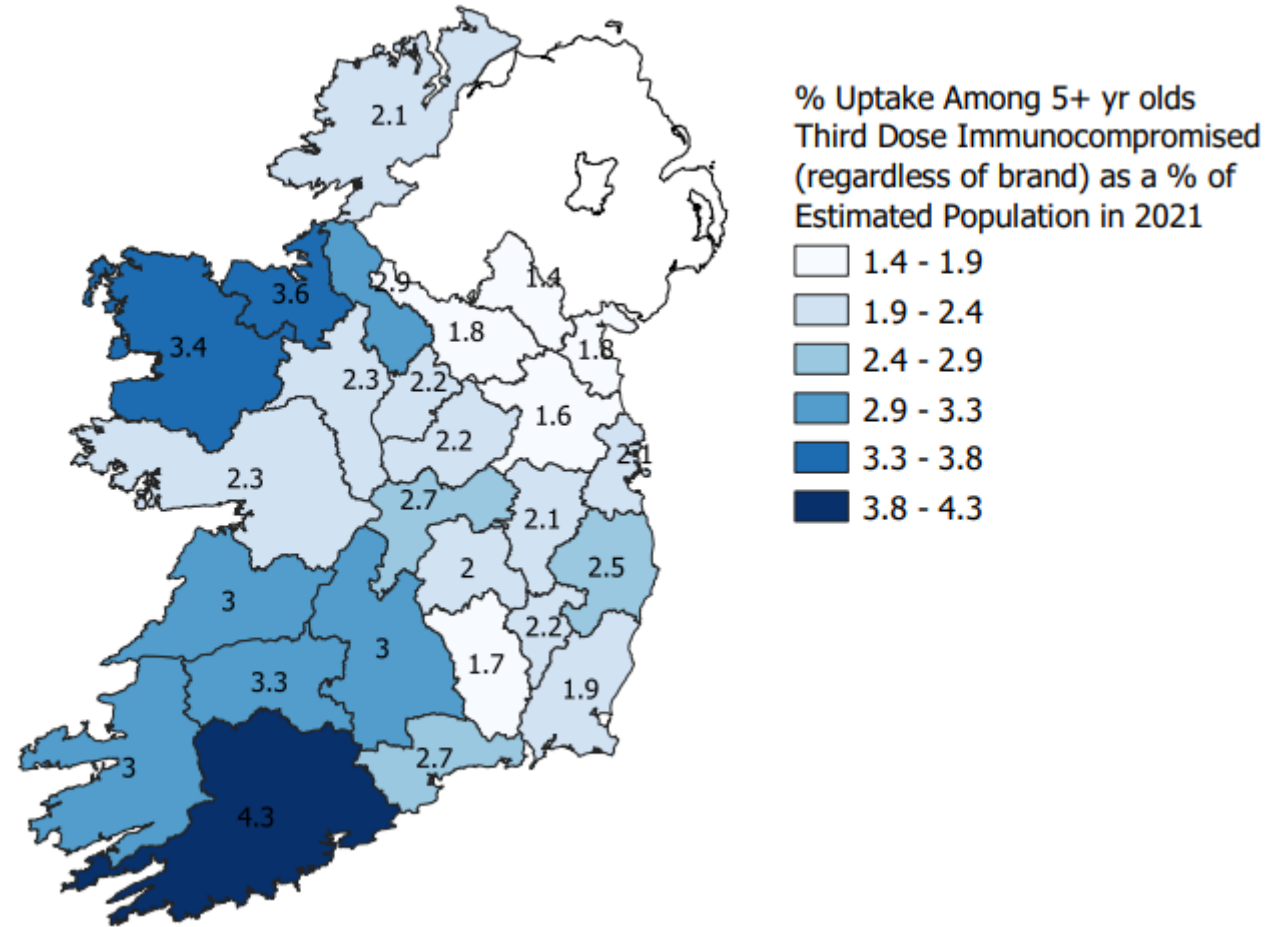 % Uptake Among 5+ yr olds
Third Dose Immunocompromised
(regardless of brand) as a % of
Estimated Population in 2021
1.4 - 1.9
1.9 - 2.4
2.4 - 2.9
2.9 - 3.3
3.3 - 3.8
3.8 - 4.3
2.1
2.9
1.4
3.6
1.8
3.4
1.8
2.3
2.2
1.6
2.2
2.1
2.3
2.7
2.1
2
2.5
3
2.2
3
1.7
3.3
1.9
2.7
3
4.3